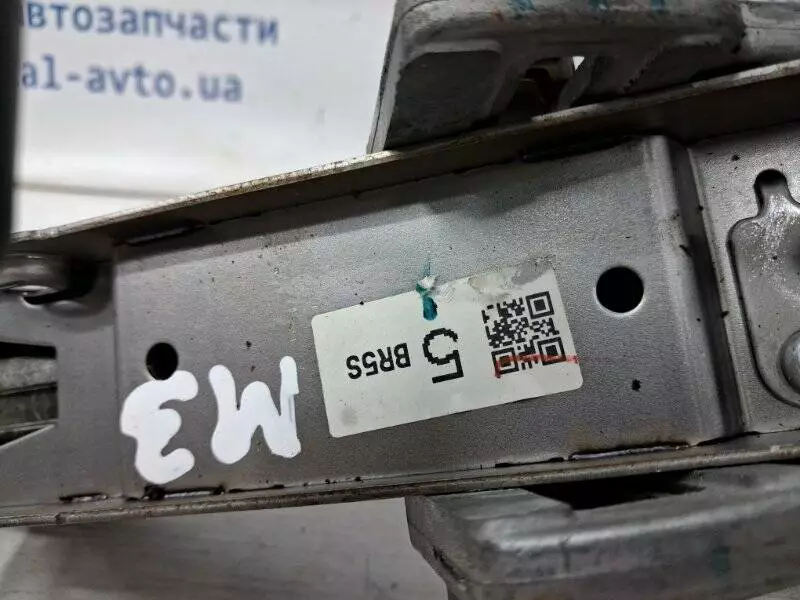 автозапчасти
al-avto.ua
5 BR5S
M3